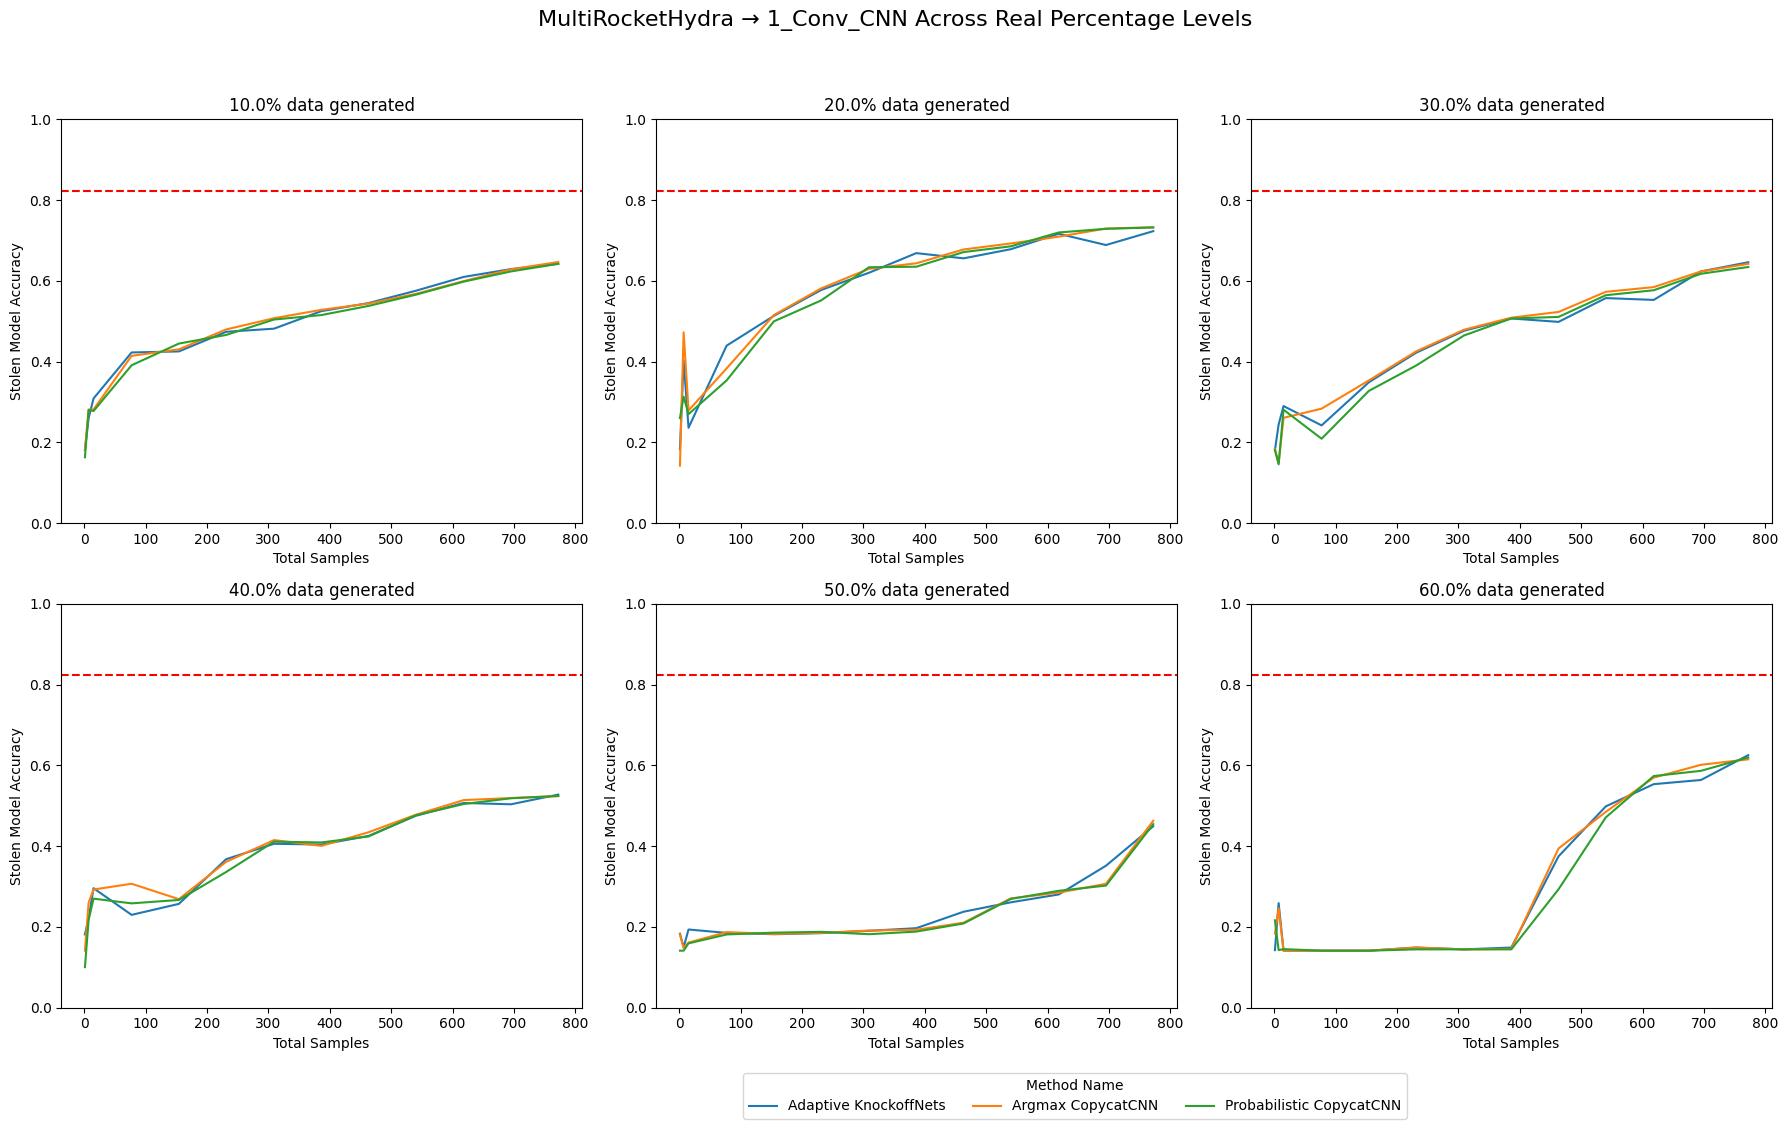 MultiRocketHydra → 1_Conv_CNN Across Real Percentage Levels
10.0% data generated
1.0
0.8
0.6
0.4
0.2
0.0
Stolen Model Accuracy
0 100 200 300 400 500 600 700 800
Total Samples
20.0% data generated
1.0
0.8
0.6
0.4
0.2
0.0
Stolen Model Accuracy
0 100 200 300 400 500 600 700 800
Total Samples
30.0% data generated
1.0
0.8
0.6
0.4
0.2
0.0
Stolen Model Accuracy
0 100 200 300 400 500 600 700 800
Total Samples
40.0% data generated
1.0
0.8
0.6
0.4
0.2
0.0
Stolen Model Accuracy
0 100 200 300 400 500 600 700 800
Total Samples
50.0% data generated
1.0
0.8
0.6
0.4
0.2
0.0
Stolen Model Accuracy
0 100 200 300 400 500 600 700 800
Total Samples
60.0% data generated
1.0
0.8
0.6
0.4
0.2
0.0
Stolen Model Accuracy
0 100 200 300 400 500 600 700 800
Total Samples
Method Name
Adaptive KnockoffNets Argmax CopycatCNN Probabilistic CopycatCNN